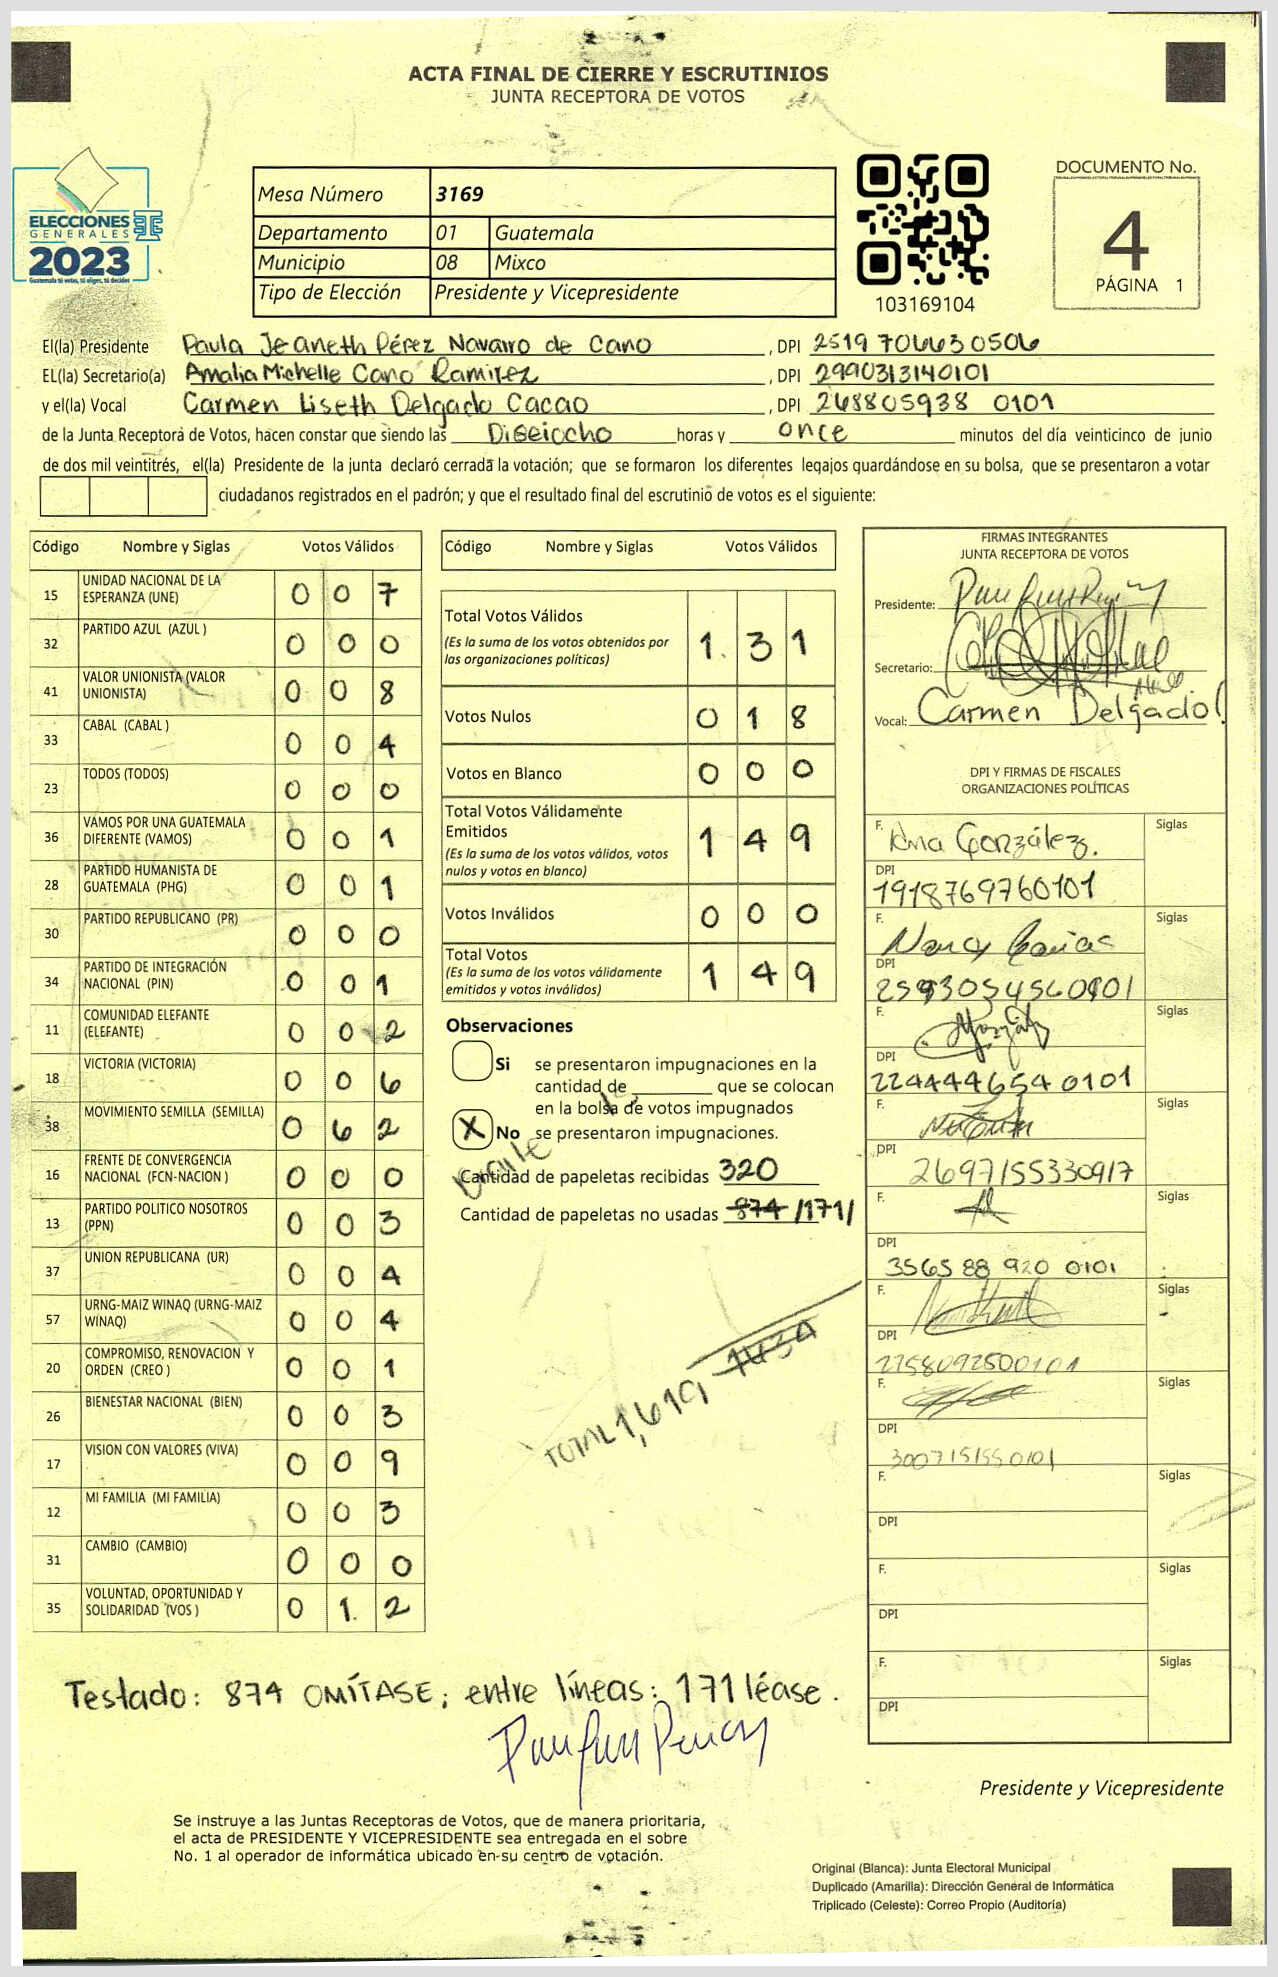 ACTA FINAL DE CIERRE Y ESCRUTINIOS
JUNTA RECEPTORA DE VOTOS
ELECCIONES
GENERALES
2023
Guatemala tú votas, tú eliges, tú decides
Mesa Número 3169
Departamento 01 Guatemala
Municipio 08 Mixco
Tipo de Elección Presidente y Vicepresidente
103169104
DOCUMENTO No.
4
PÁGINA 1
El(la) Presidente Paula Jeaneth Pérez Navarro de Cano , DPI 2519 706630506
EL(la) Secretario(a) Amalia Michelle Cano Ramirez , DPI 2990313140101
y el(la) Vocal Carmen Liseth Delgado Cacao , DPI 268805938 0101
de la Junta Receptora de Votos, hacen constar que siendo las Diseiocho horas y once minutos del día veinticinco de junio
de dos mil veintitrés, el(la) Presidente de la junta declaró cerrada la votación; que se formaron los diferentes legajos guardándose en su bolsa, que se presentaron a votar
ciudadanos registrados en el padrón; y que el resultado final del escrutinio de votos es el siguiente:
Código Nombre y Siglas Votos Válidos
15 UNIDAD NACIONAL DE LA ESPERANZA (UNE) 0 0 7
32 PARTIDO AZUL (AZUL ) 0 0 0
41 VALOR UNIONISTA (VALOR UNIONISTA) 0 0 8
33 CABAL (CABAL ) 0 0 4
23 TODOS (TODOS) 0 0 0
36 VAMOS POR UNA GUATEMALA DIFERENTE (VAMOS) 0 0 1
28 PARTIDO HUMANISTA DE GUATEMALA (PHG) 0 0 1
30 PARTIDO REPUBLICANO (PR) 0 0 0
34 PARTIDO DE INTEGRACIÓN NACIONAL (PIN) 0 0 1
11 COMUNIDAD ELEFANTE (ELEFANTE) 0 0 2
18 VICTORIA (VICTORIA) 0 0 6
38 MOVIMIENTO SEMILLA (SEMILLA) 0 6 2
16 FRENTE DE CONVERGENCIA NACIONAL (FCN-NACION ) 0 0 0
13 PARTIDO POLITICO NOSOTROS (PPN) 0 0 3
37 UNION REPUBLICANA (UR) 0 0 4
57 URNG-MAIZ WINAQ (URNG-MAIZ WINAQ) 0 0 4
20 COMPROMISO, RENOVACION Y ORDEN (CREO ) 0 0 1
26 BIENESTAR NACIONAL (BIEN) 0 0 3
17 VISION CON VALORES (VIVA) 0 0 9
12 MI FAMILIA (MI FAMILIA) 0 0 3
31 CAMBIO (CAMBIO) 0 0 0
35 VOLUNTAD, OPORTUNIDAD Y SOLIDARIDAD (VOS ) 0 1. 2
Código Nombre y Siglas Votos Válidos
Total Votos Válidos 1. 3 1
(Es la suma de los votos obtenidos por
las organizaciones políticas)
Votos Nulos 0 1 8
Votos en Blanco 0 0 0
Total Votos Válidamente
Emitidos 1 4 9
(Es la suma de los votos válidos, votos
nulos y votos en blanco)
Votos Inválidos 0 0 0
Total Votos 1 4 9
(Es la suma de los votos válidamente
emitidos y votos inválidos)
Observaciones
Si se presentaron impugnaciones en la
cantidad de que se colocan
en la bolsa de votos impugnados
X No se presentaron impugnaciones.
Cantidad de papeletas recibidas 320
Cantidad de papeletas no usadas 874 /171/
TOTAL 1,619
FIRMAS INTEGRANTES
JUNTA RECEPTORA DE VOTOS
Presidente:
Secretario:
Vocal: Carmen Delgado
DPI Y FIRMAS DE FISCALES
ORGANIZACIONES POLÍTICAS
F. González. Siglas
DPI 1918769760101
F. Nancy Siglas
DPI 2593054560101
F. Siglas
DPI 2244446540101
F. Siglas
DPI 2697155330917
F. Siglas
DPI 3565 88 920 0101
F. Siglas
DPI 2258092500101
F. Siglas
DPI 300715155 0101
F. Siglas
DPI
F. Siglas
DPI
F. Siglas
DPI
Testado: 874 OMÍTASE; entre líneas: 171 léase.
Presidente y Vicepresidente
Se instruye a las Juntas Receptoras de Votos, que de manera prioritaria,
el acta de PRESIDENTE Y VICEPRESIDENTE sea entregada en el sobre
No. 1 al operador de informática ubicado en su centro de votación.
Original (Blanca): Junta Electoral Municipal
Duplicado (Amarilla): Dirección General de Informática
Triplicado (Celeste): Correo Propio (Auditoría)